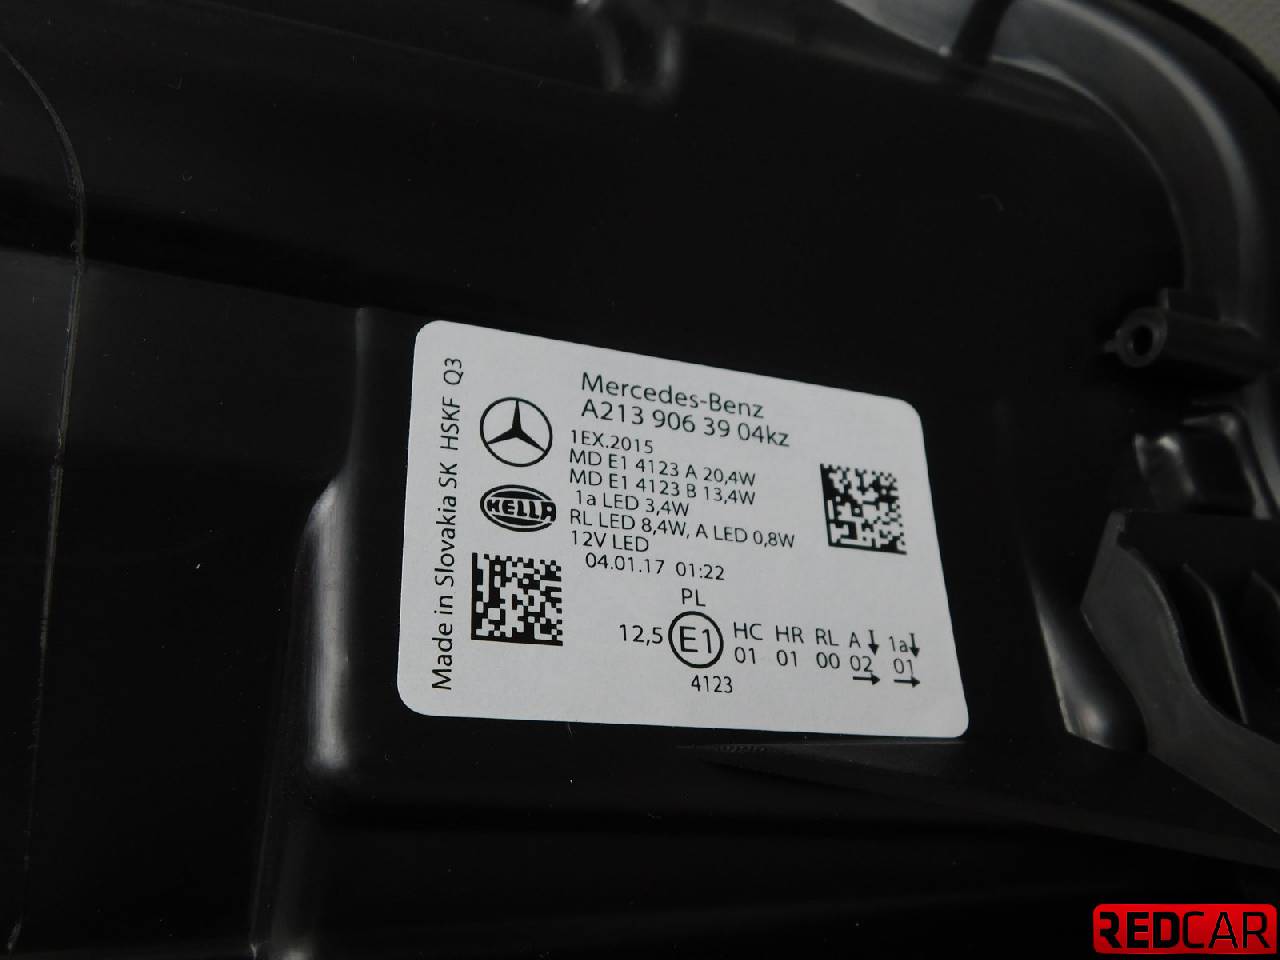 Made in Slovakia SK HSKF Q3
Mercedes-Benz
A213 906 39 04kz
1EX.2015
MD E1 4123 A 20,4W
MD E1 4123 B 13,4W
1a LED 3,4W
RL LED 8,4W, A LED 0,8W
12V LED
04.01.17 01:22
HELLA
PL
12,5 E1 HC HR RL A↓ 1a↓
01 01 00 02 01
→ →
4123
REDCAR